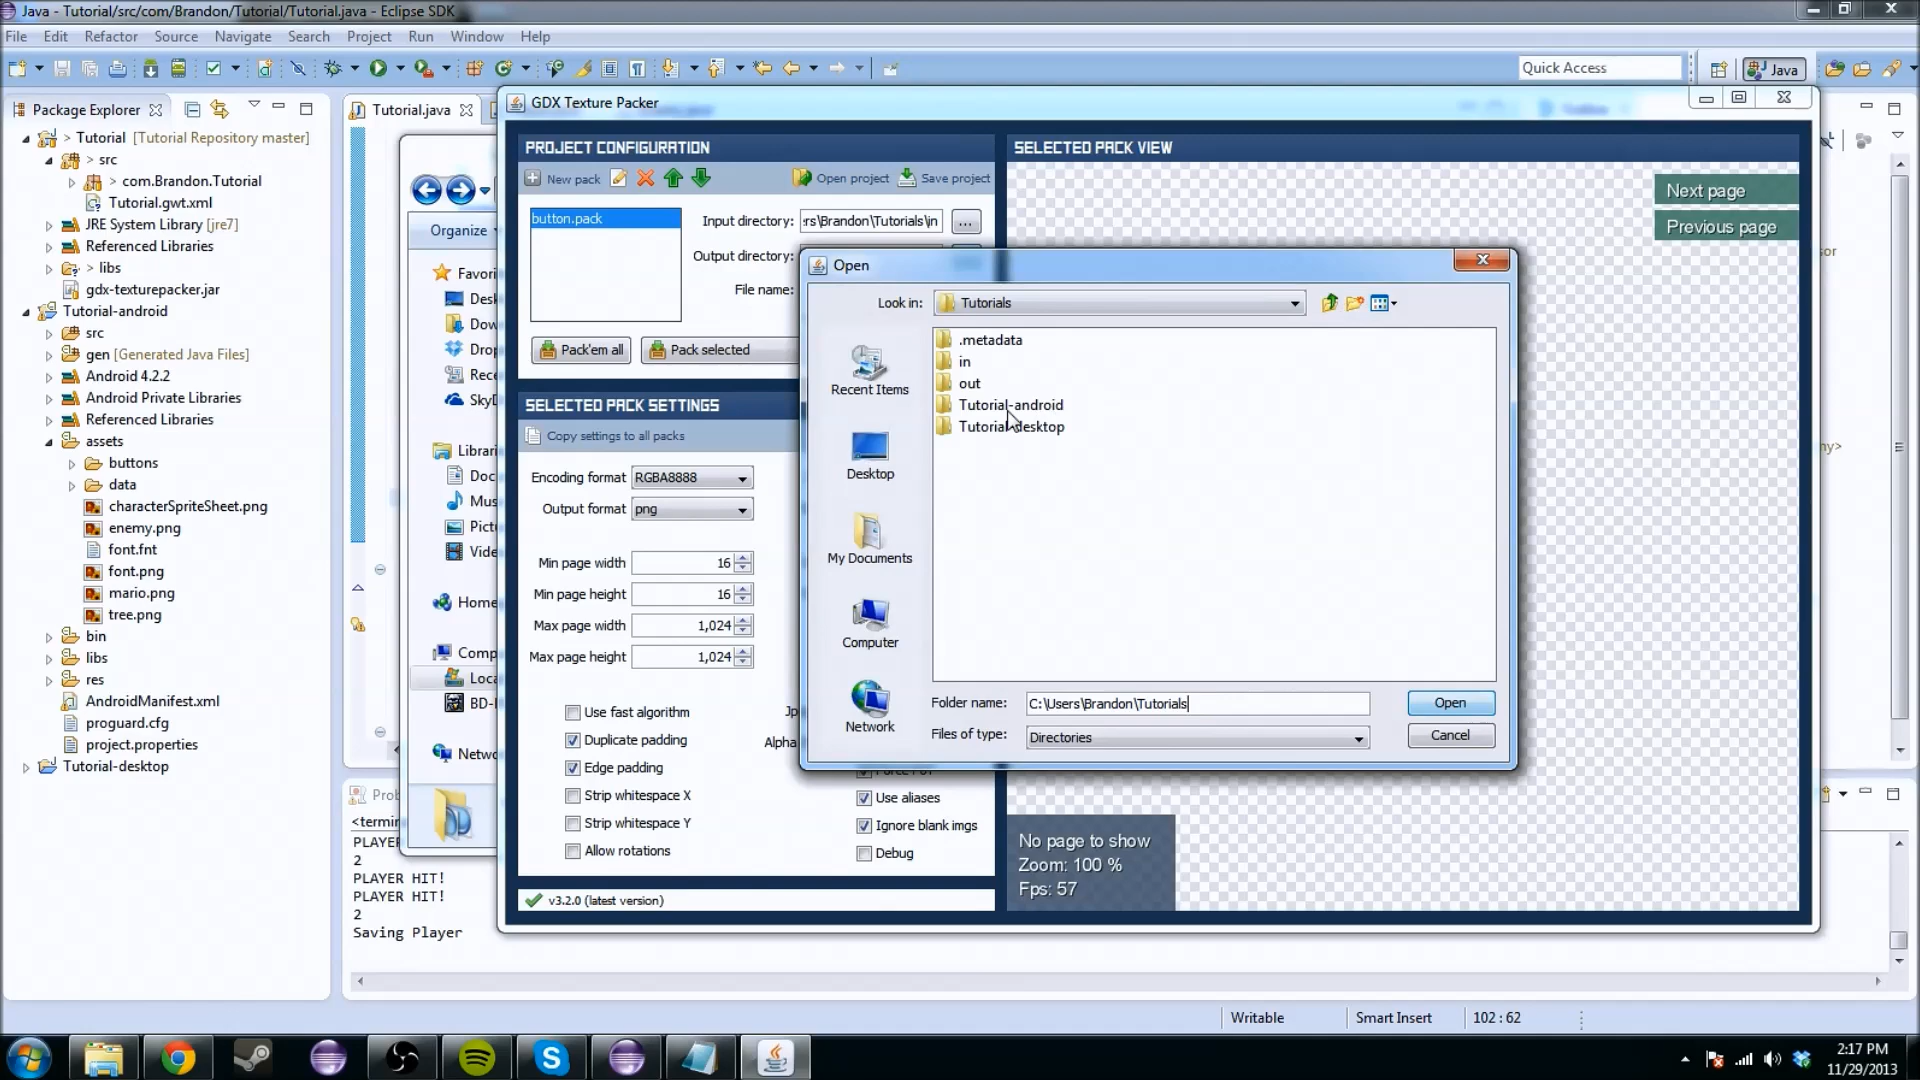 Java - Tutorial/src/com/Brandon/Tutorial/Tutorial.java - Eclipse SDK
File Edit Refactor Source Navigate Search Project Run Window Help
Quick Access
Java
Package Explorer
> Tutorial [Tutorial Repository master]
> src
> com.Brandon.Tutorial
Tutorial.gwt.xml
JRE System Library [jre7]
Referenced Libraries
> libs
gdx-texturepacker.jar
Tutorial-android
src
gen [Generated Java Files]
Android 4.2.2
Android Private Libraries
Referenced Libraries
assets
buttons
data
characterSpriteSheet.png
enemy.png
font.fnt
font.png
mario.png
tree.png
bin
libs
res
AndroidManifest.xml
proguard.cfg
project.properties
Tutorial-desktop
Tutorial.java
Organize
GDX Texture Packer
PROJECT CONFIGURATION
New pack
Open project
Save project
button.pack
Input directory: rs\Brandon\Tutorials\in ...
Output directory:
File name:
Pack'em all
Pack selected
SELECTED PACK SETTINGS
Copy settings to all packs
Encoding format RGBA8888
Output format png
Min page width 16
Min page height 16
Max page width 1,024
Max page height 1,024
Use fast algorithm
Duplicate padding
Edge padding
Strip whitespace X
Strip whitespace Y
Allow rotations
Use aliases
Ignore blank imgs
Debug
v3.2.0 (latest version)
SELECTED PACK VIEW
Next page
Previous page
No page to show
Zoom: 100 %
Fps: 57
Open
Look in: Tutorials
.metadata
in
out
Tutorial-android
Tutorial-desktop
Recent Items
Desktop
My Documents
Computer
Network
Folder name: C:\Users\Brandon\Tutorials
Files of type: Directories
Open
Cancel
PLAYER HIT!
2
PLAYER HIT!
PLAYER HIT!
2
Saving Player
Writable
Smart Insert
102 : 62
2:17 PM
11/29/2013